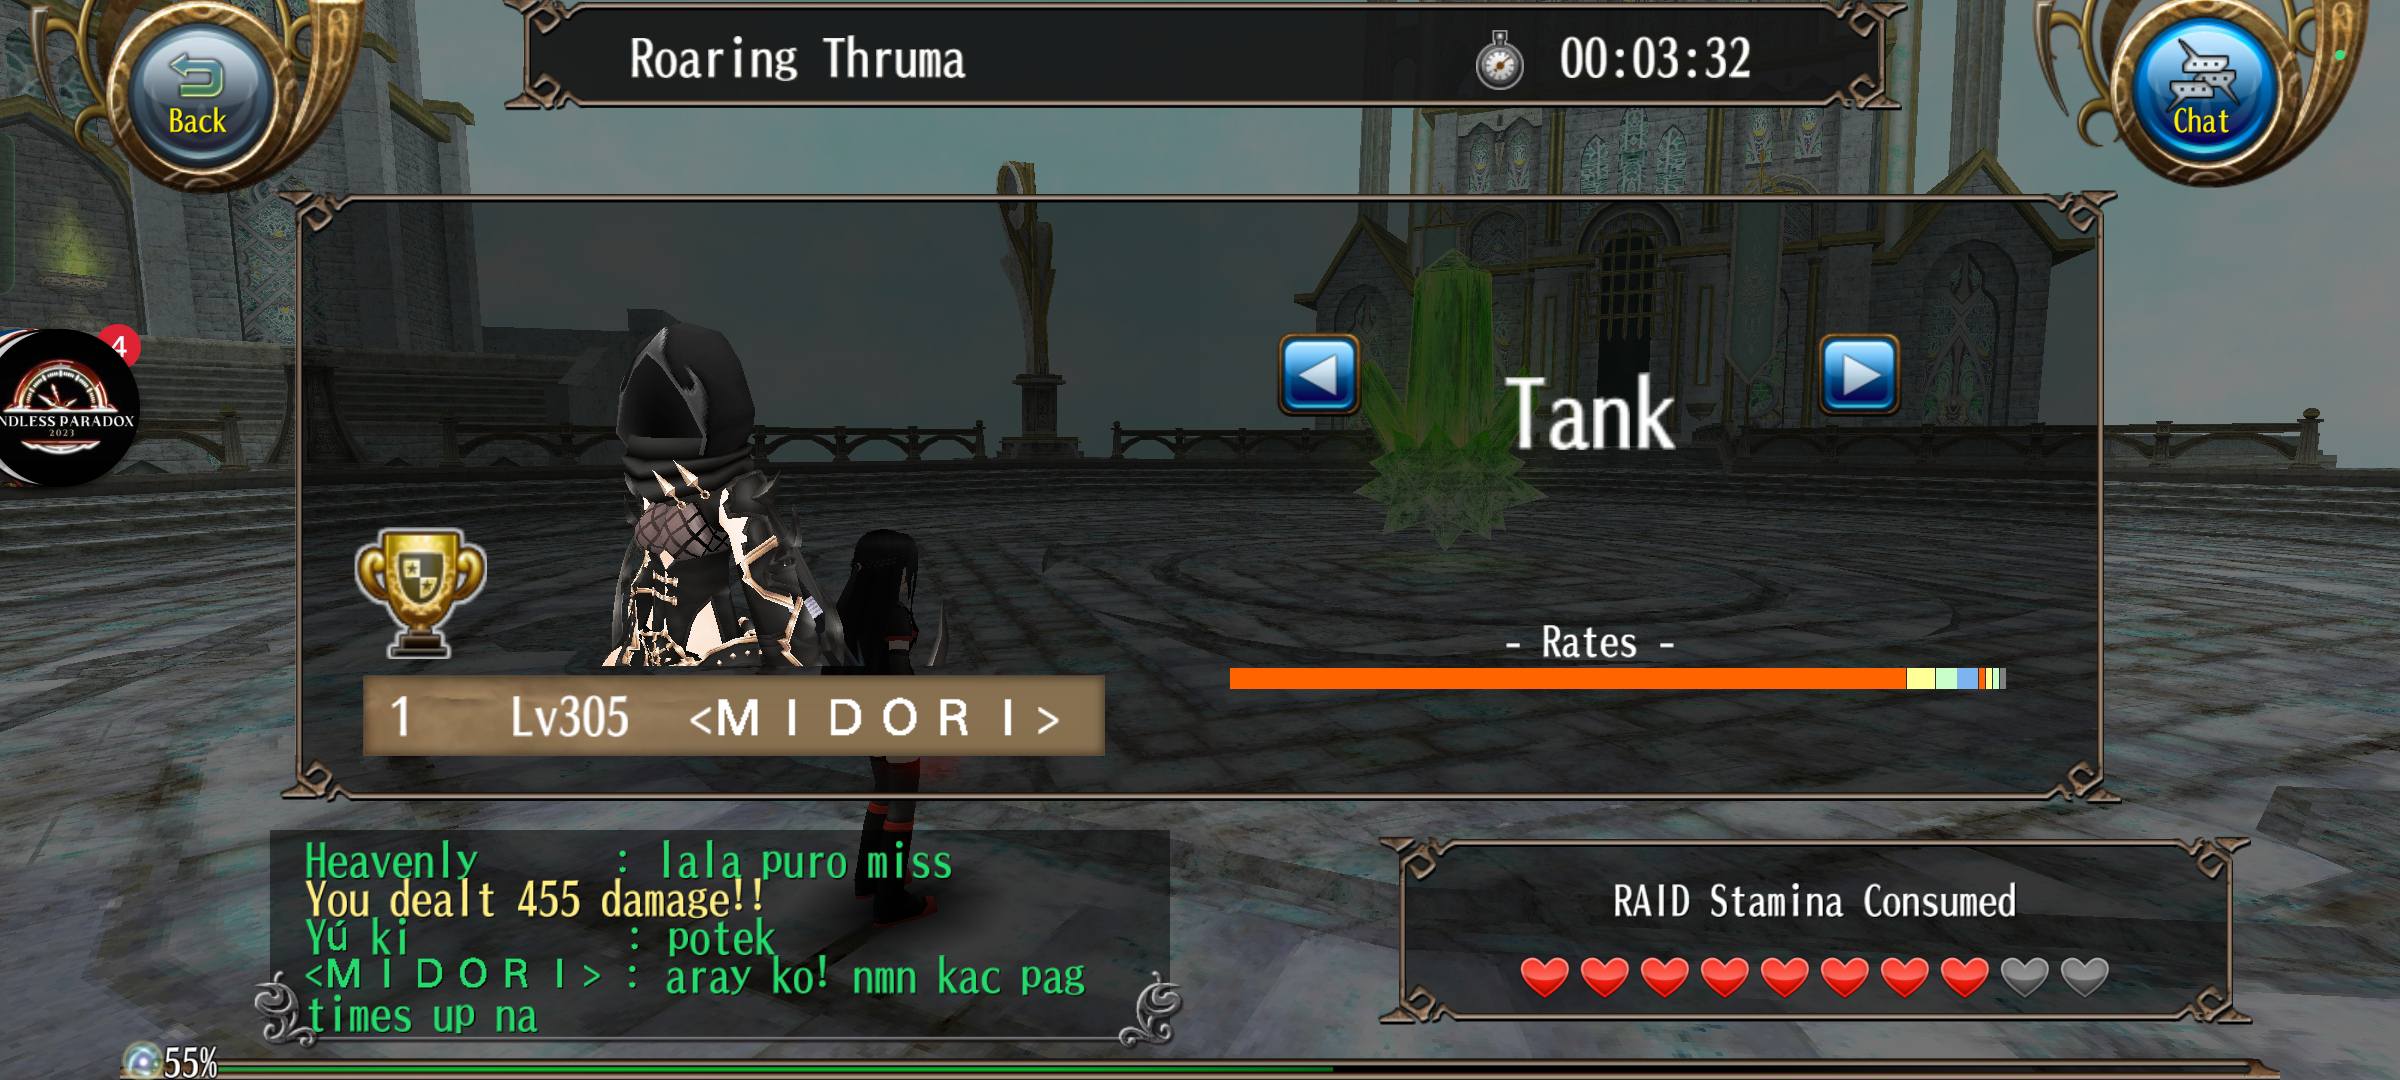 Back
Roaring Thruma 00:03:32
Chat
4
NDLESS PARADOX
2023
Tank
- Rates -
1 Lv305 <ＭＩＤＯＲＩ>
Heavenly : lala puro miss
You dealt 455 damage!!
Yú ki : potek
<ＭＩＤＯＲＩ> : aray ko! nmn kac pag
times up na
RAID Stamina Consumed
55%